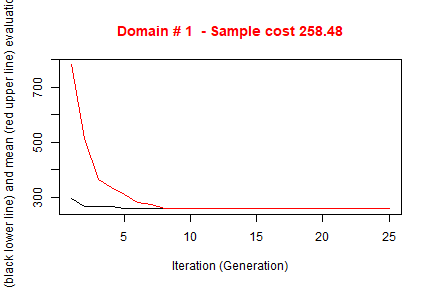 Domain # 1 - Sample cost 258.48
(black lower line) and mean (red upper line) evaluatio
700
500
300
5
10
15
20
25
Iteration (Generation)